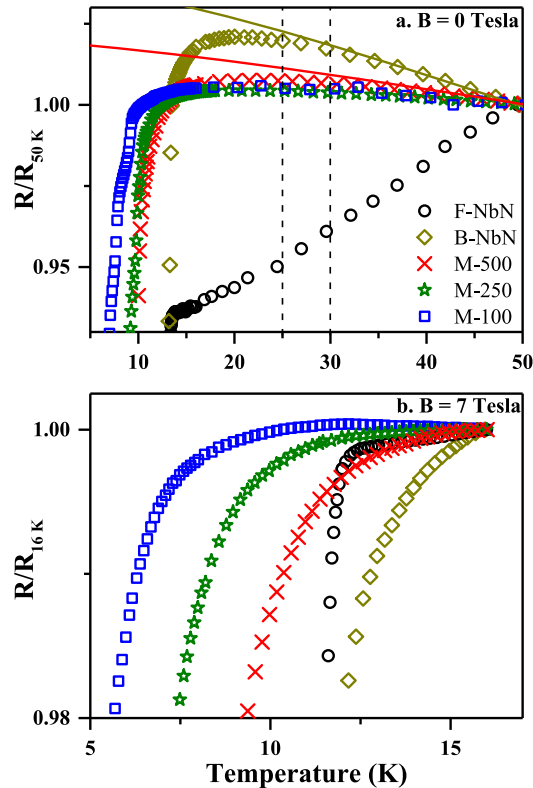 a. B = 0 Tesla
R/R50 K
1.00
0.95
F-NbN
B-NbN
M-500
M-250
M-100
10 20 30 40 50
b. B = 7 Tesla
R/R16 K
1.00
0.98
5 10 15
Temperature (K)